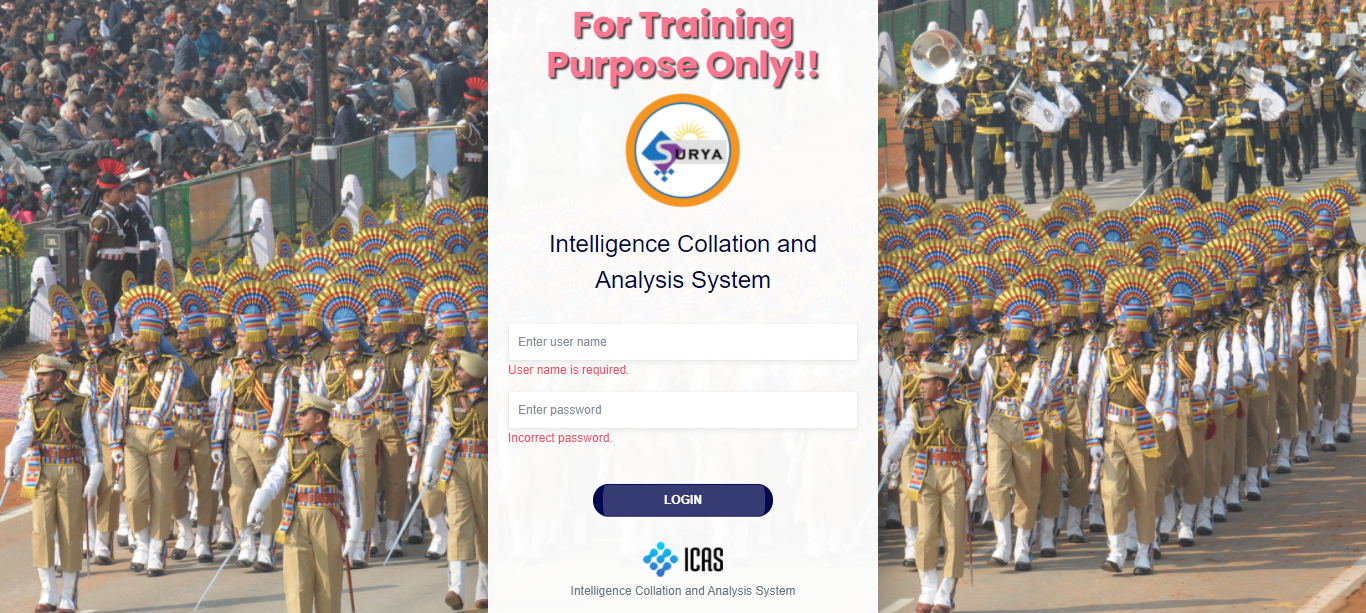 For Training
Purpose Only!!
SURYA
Intelligence Collation and
Analysis System
Enter user name
User name is required.
Enter password
Incorrect password.
LOGIN
ICAS
Intelligence Collation and Analysis System